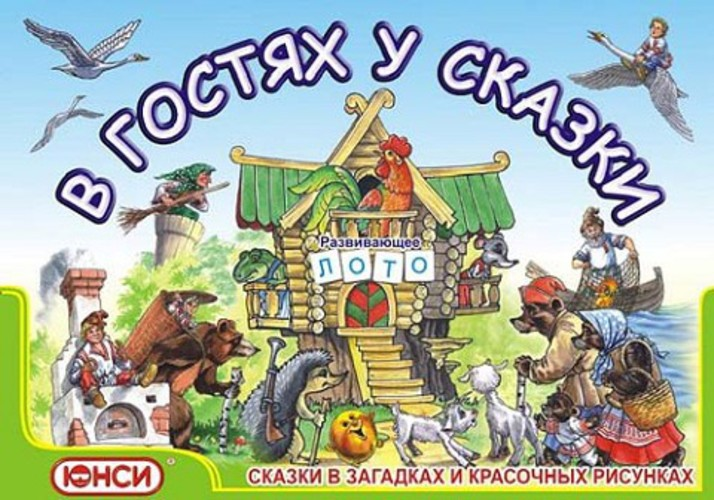 В ГОСТЯХ У СКАЗКИ
Развивающее
ЛОТО
ЮНСИ ®
СКАЗКИ В ЗАГАДКАХ И КРАСОЧНЫХ РИСУНКАХ